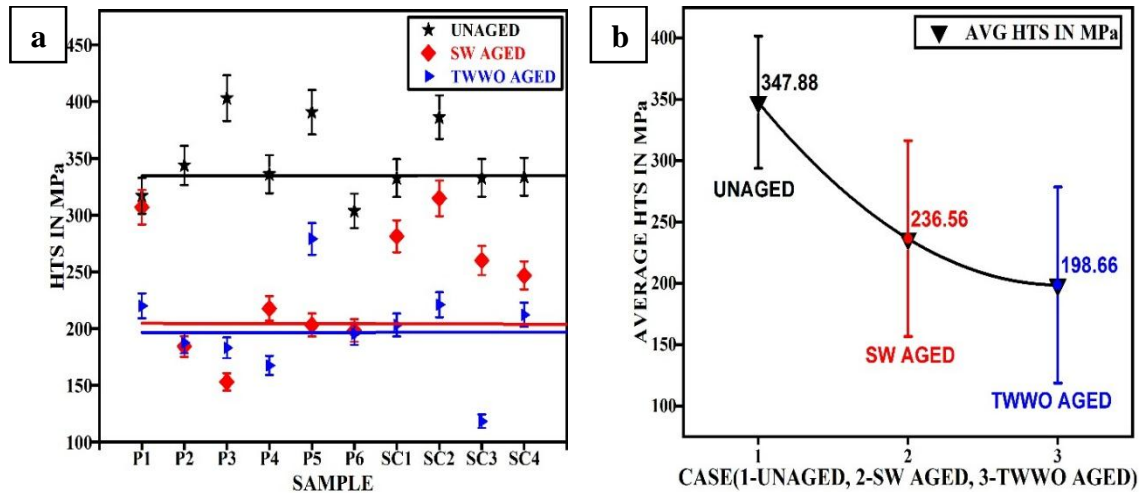 a
UNAGED
SW AGED
TWWO AGED
HTS IN MPa
450
400
350
300
250
200
150
100
P1 P2 P3 P4 P5 P6 SC1 SC2 SC3 SC4
SAMPLE
b
AVG HTS IN MPa
AVERAGE HTS IN MPa
400
350
300
250
200
150
100
347.88
UNAGED
236.56
SW AGED
198.66
TWWO AGED
1 2 3
CASE(1-UNAGED, 2-SW AGED, 3-TWWO AGED)